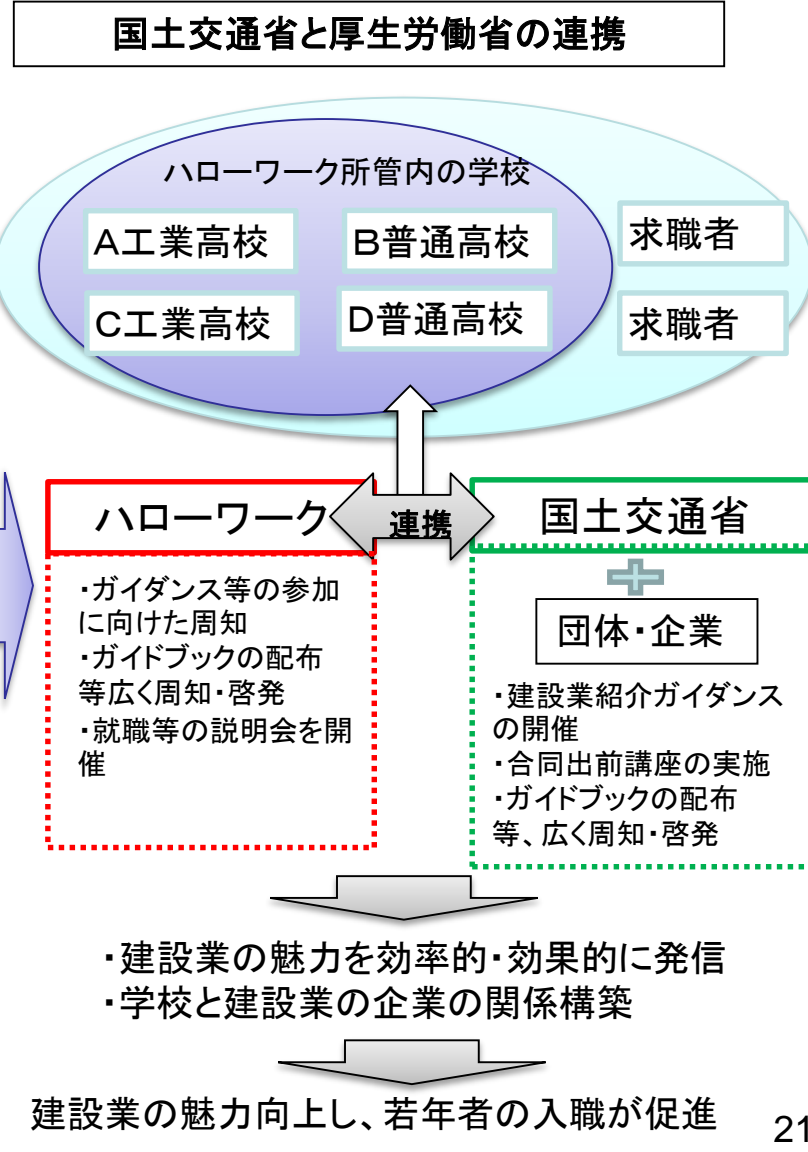 国土交通省と厚生労働省の連携
ハローワーク所管内の学校
A工業高校
B普通高校
求職者
C工業高校
D普通高校
求職者
ハローワーク
連携
国土交通省
・ガイダンス等の参加
に向けた周知
・ガイドブックの配布
等広く周知・啓発
・就職等の説明会を開
催
団体・企業
・建設業紹介ガイダンス
の開催
・合同出前講座の実施
・ガイドブックの配布
等、広く周知・啓発
・建設業の魅力を効率的・効果的に発信
・学校と建設業の企業の関係構築
建設業の魅力向上し、若年者の入職が促進
21